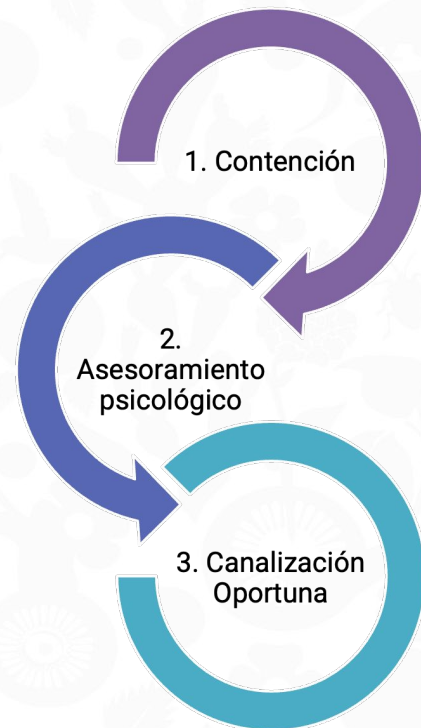 1. Contención
2.
Asesoramiento
psicológico
3. Canalización
Oportuna